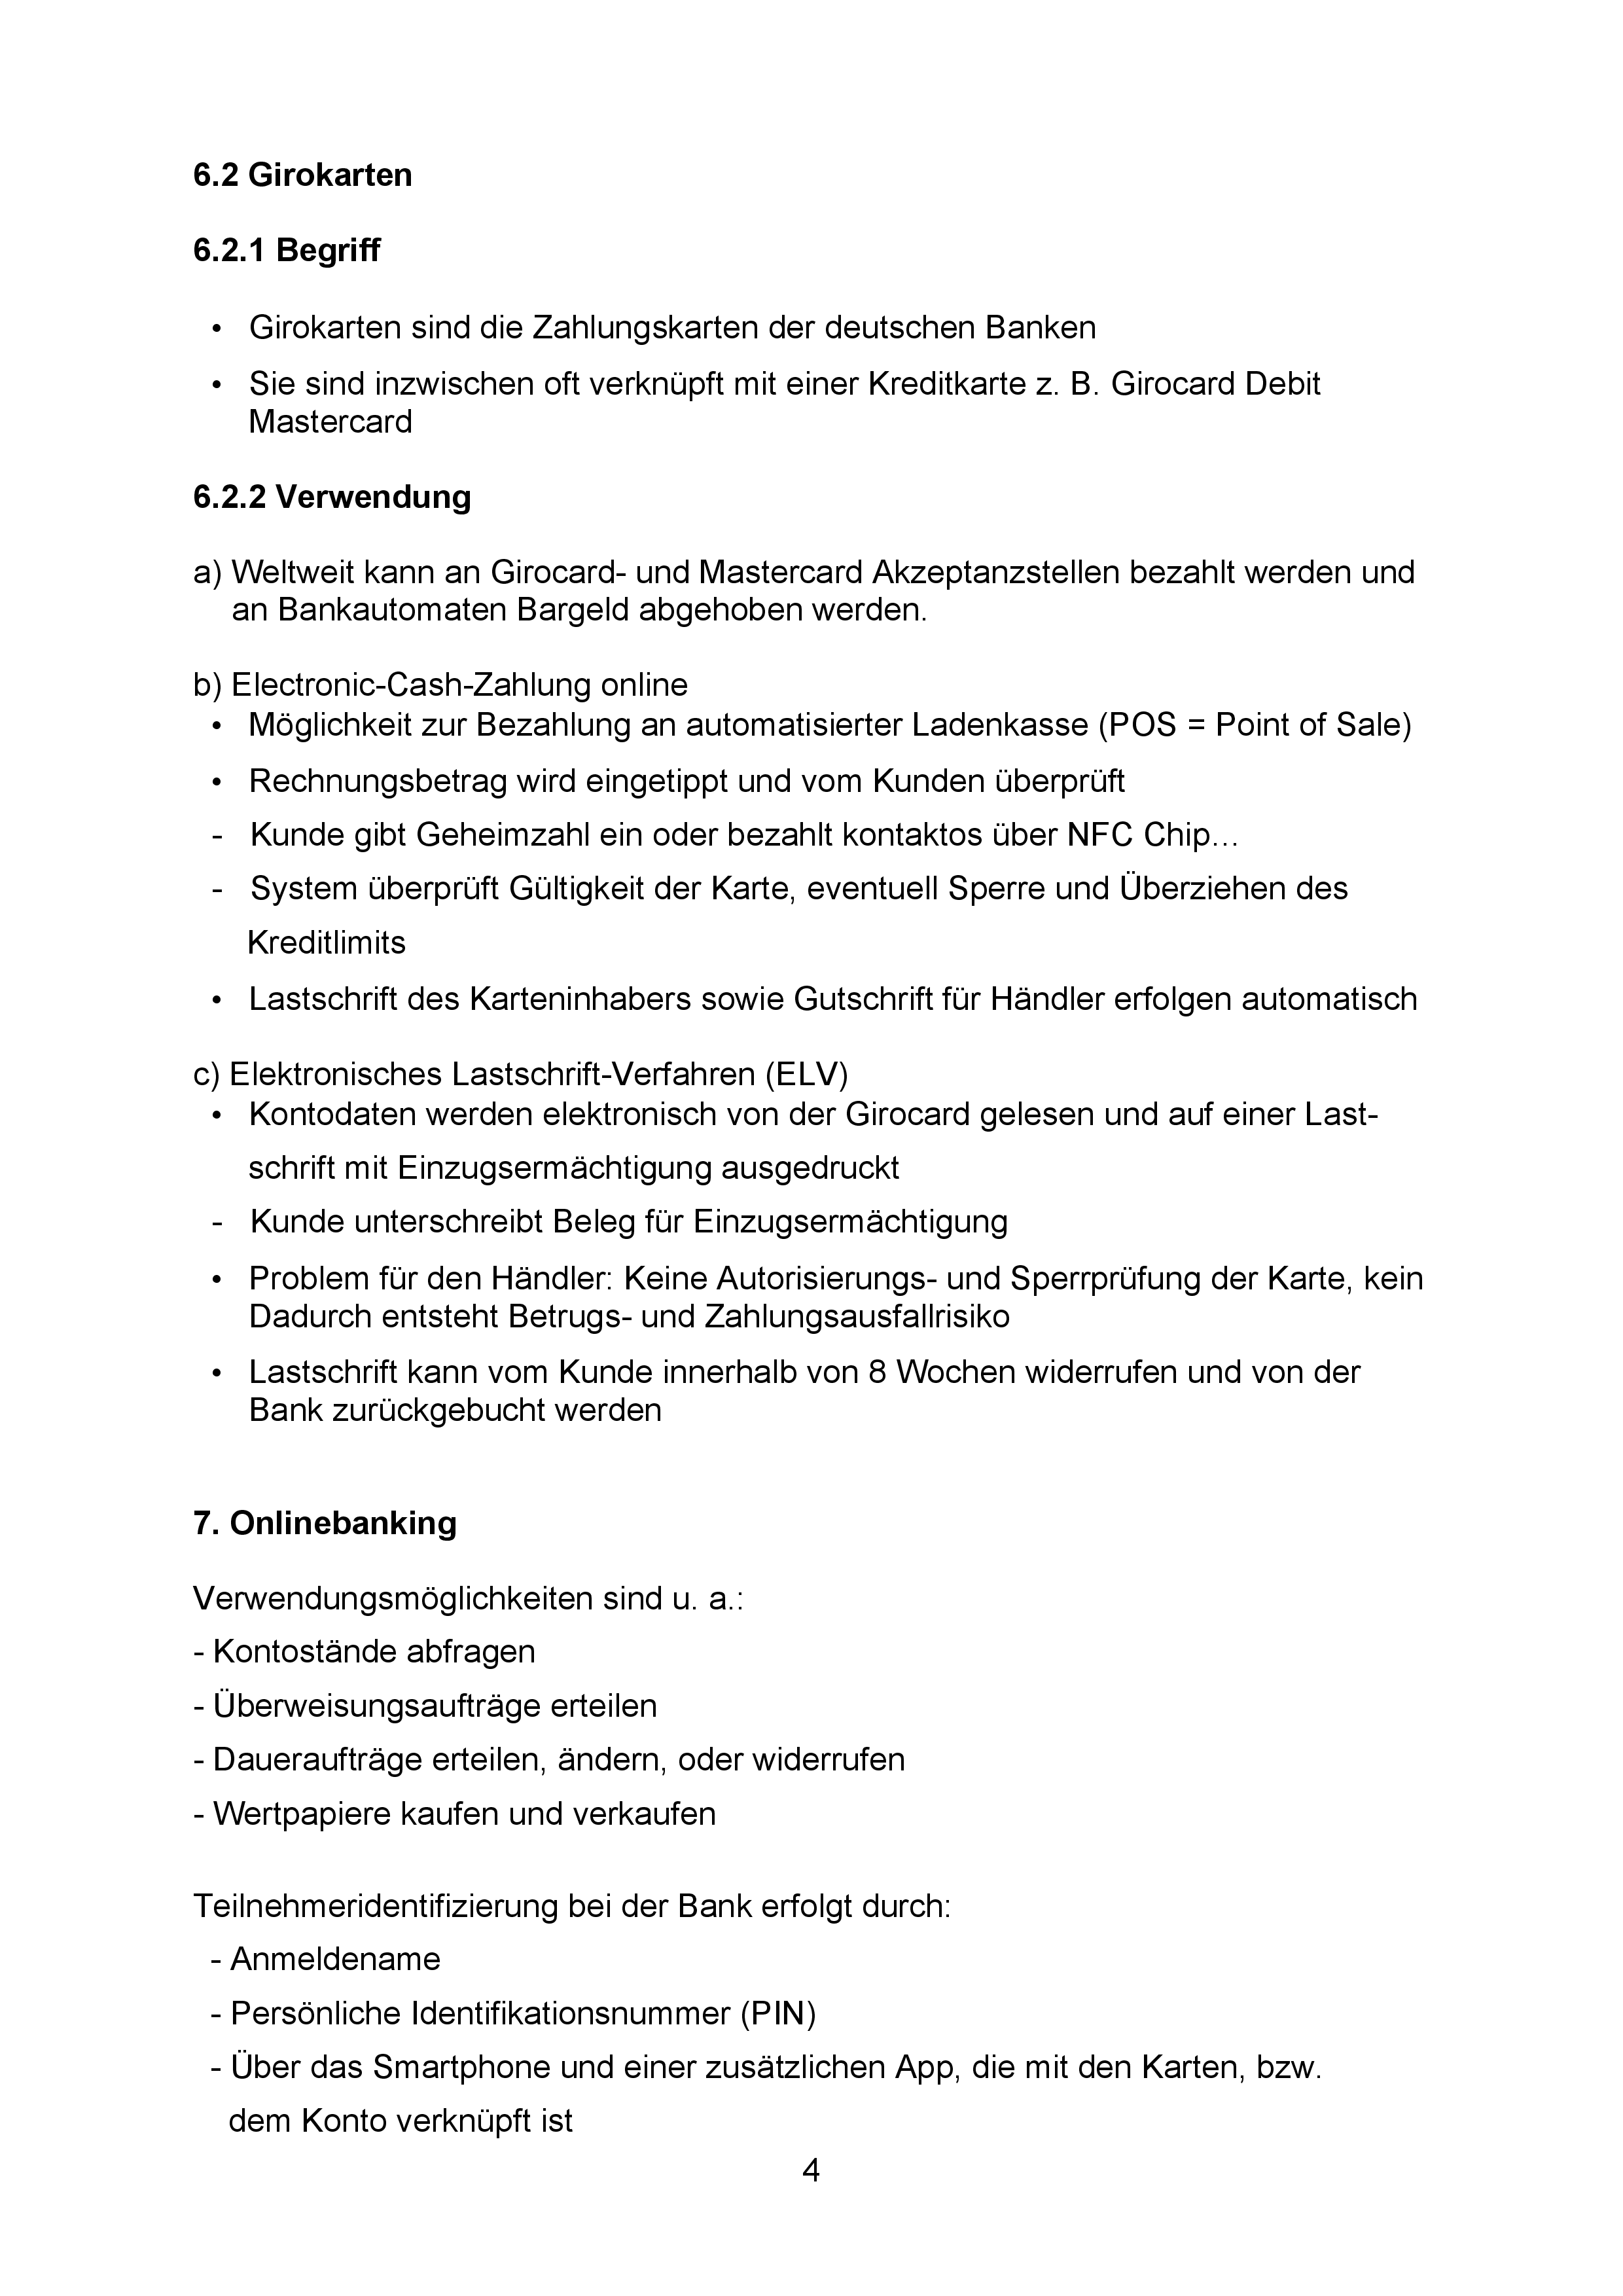 6.2 Girokarten
6.2.1 Begriff
• Girokarten sind die Zahlungskarten der deutschen Banken
• Sie sind inzwischen oft verknüpft mit einer Kreditkarte z. B. Girocard Debit
Mastercard
6.2.2 Verwendung
a) Weltweit kann an Girocard- und Mastercard Akzeptanzstellen bezahlt werden und
an Bankautomaten Bargeld abgehoben werden.
b) Electronic-Cash-Zahlung online
• Möglichkeit zur Bezahlung an automatisierter Ladenkasse (POS = Point of Sale)
• Rechnungsbetrag wird eingetippt und vom Kunden überprüft
- Kunde gibt Geheimzahl ein oder bezahlt kontaktos über NFC Chip...
- System überprüft Gültigkeit der Karte, eventuell Sperre und Überziehen des
Kreditlimits
• Lastschrift des Karteninhabers sowie Gutschrift für Händler erfolgen automatisch
c) Elektronisches Lastschrift-Verfahren (ELV)
• Kontodaten werden elektronisch von der Girocard gelesen und auf einer Last-
schrift mit Einzugsermächtigung ausgedruckt
- Kunde unterschreibt Beleg für Einzugsermächtigung
• Problem für den Händler: Keine Autorisierungs- und Sperrprüfung der Karte, kein
Dadurch entsteht Betrugs- und Zahlungsausfallrisiko
• Lastschrift kann vom Kunde innerhalb von 8 Wochen widerrufen und von der
Bank zurückgebucht werden
7. Onlinebanking
Verwendungsmöglichkeiten sind u. a.:
- Kontostände abfragen
- Überweisungsaufträge erteilen
- Daueraufträge erteilen, ändern, oder widerrufen
- Wertpapiere kaufen und verkaufen
Teilnehmeridentifizierung bei der Bank erfolgt durch:
- Anmeldename
- Persönliche Identifikationsnummer (PIN)
- Über das Smartphone und einer zusätzlichen App, die mit den Karten, bzw.
dem Konto verknüpft ist
4